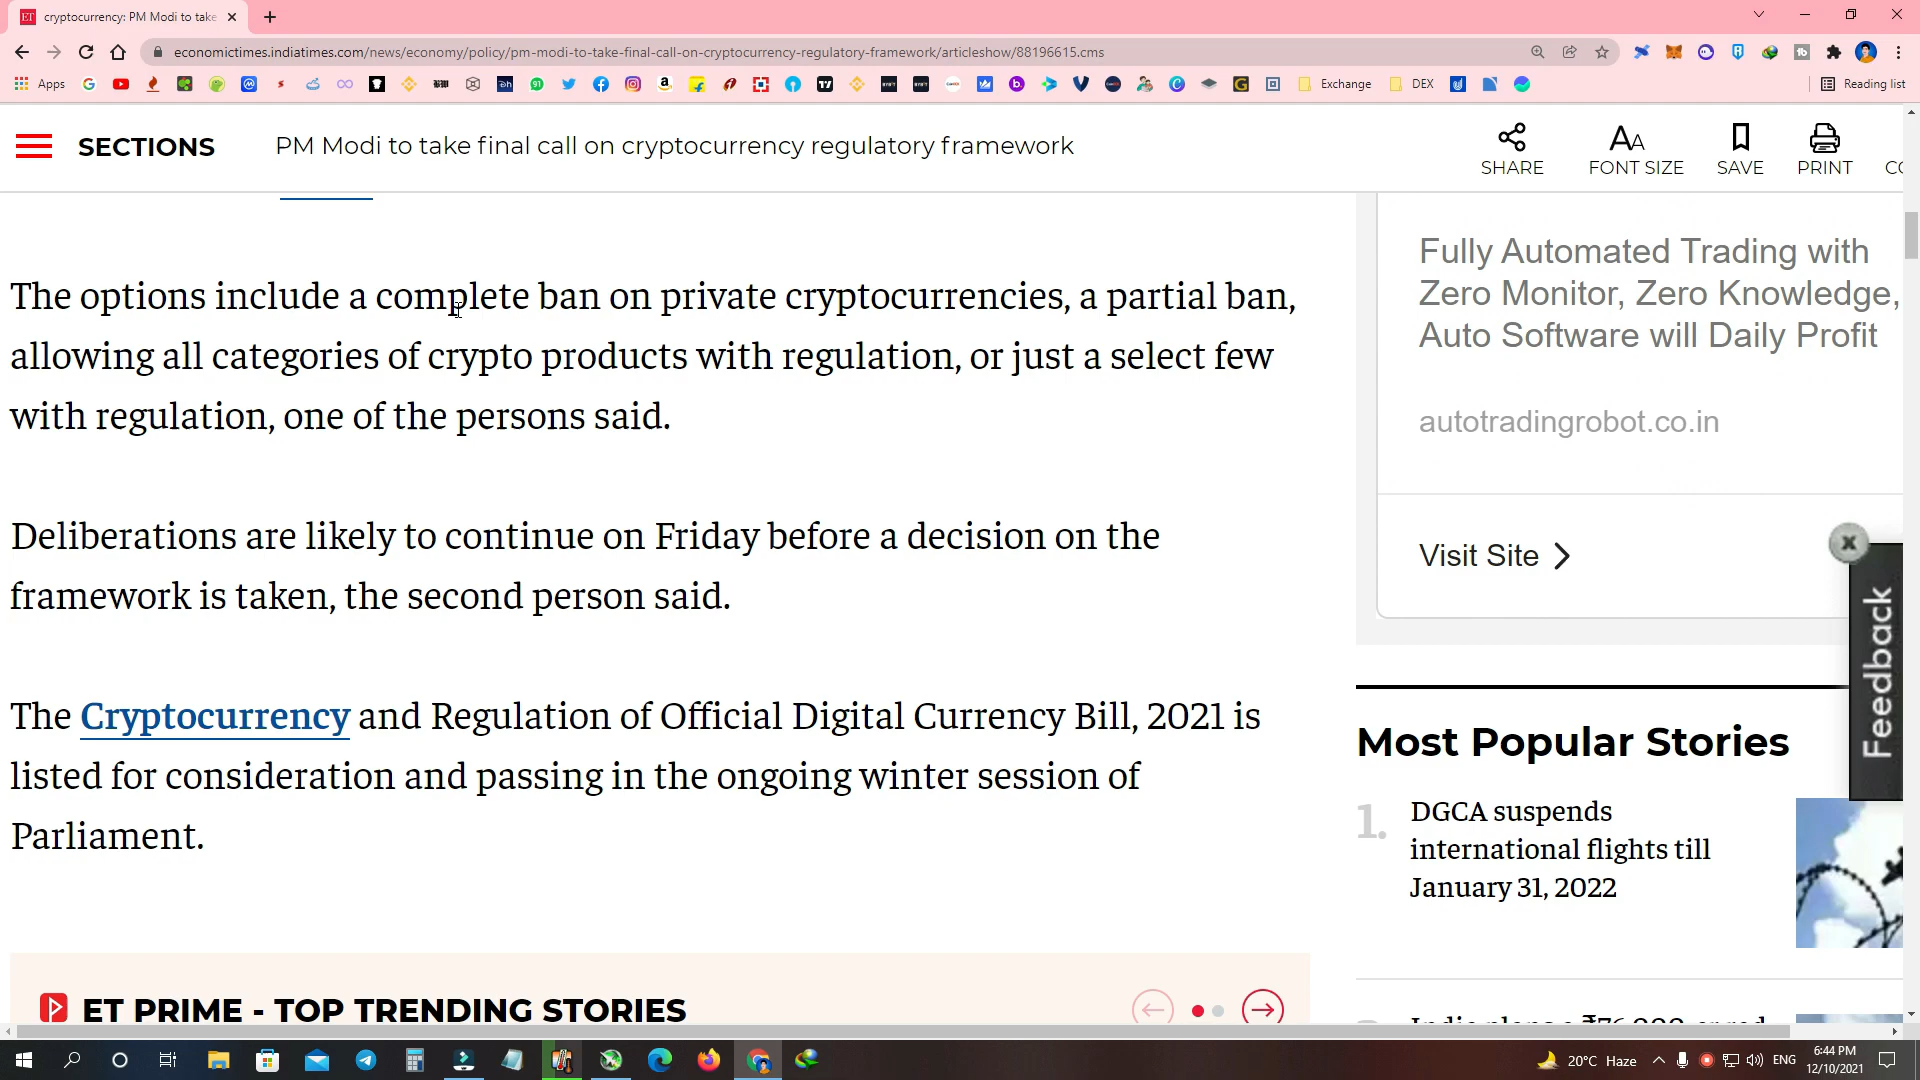 ET cryptocurrency: PM Modi to take
economictimes.indiatimes.com/news/economy/policy/pm-modi-to-take-final-call-on-cryptocurrency-regulatory-framework/articleshow/88196615.cms
Apps
Exchange
DEX
Reading list
SECTIONS
PM Modi to take final call on cryptocurrency regulatory framework
SHARE
FONT SIZE
SAVE
PRINT
The options include a complete ban on private cryptocurrencies, a partial ban,
allowing all categories of crypto products with regulation, or just a select few
with regulation, one of the persons said.
Deliberations are likely to continue on Friday before a decision on the
framework is taken, the second person said.
The Cryptocurrency and Regulation of Official Digital Currency Bill, 2021 is
listed for consideration and passing in the ongoing winter session of
Parliament.
ET PRIME - TOP TRENDING STORIES
Fully Automated Trading with
Zero Monitor, Zero Knowledge,
Auto Software will Daily Profit
autotradingrobot.co.in
Visit Site
Feedback
Most Popular Stories
1.
DGCA suspends
international flights till
January 31, 2022
20°C Haze
ENG
6:44 PM
12/10/2021